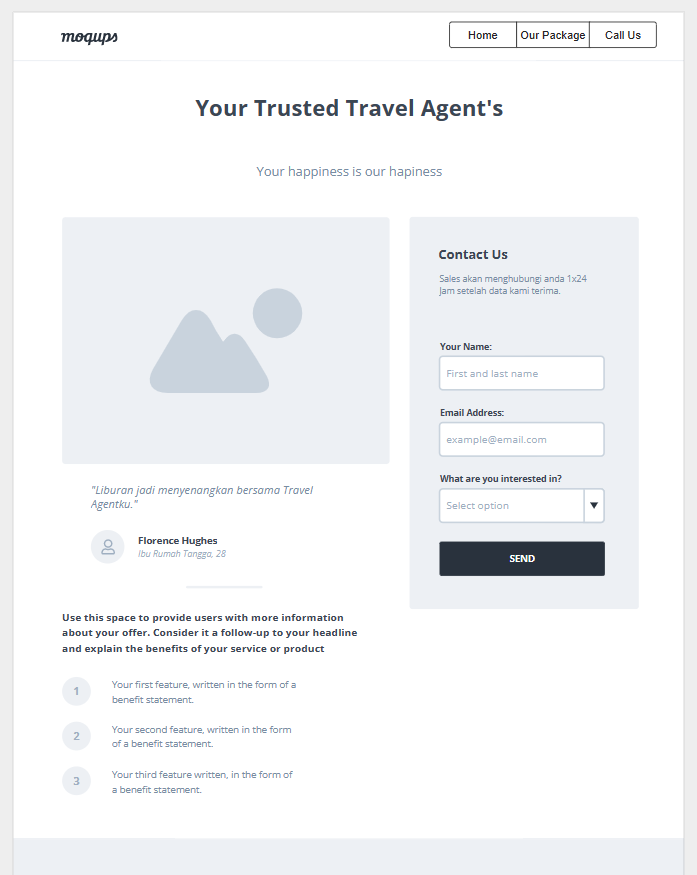 moqups
Home
Our Package
Call Us
Your Trusted Travel Agent's
Your happiness is our hapiness
"Liburan jadi menyenangkan bersama Travel
Agentku."
Florence Hughes
Ibu Rumah Tangga, 28
Use this space to provide users with more information
about your offer. Consider it a follow-up to your headline
and explain the benefits of your service or product
1
Your first feature, written in the form of a
benefit statement.
2
Your second feature, written in the form
of a benefit statement.
3
Your third feature written, in the form of
a benefit statement.
Contact Us
Sales akan menghubungi anda 1x24
Jam setelah data kami terima.
Your Name:
First and last name
Email Address:
example@email.com
What are you interested in?
Select option
SEND